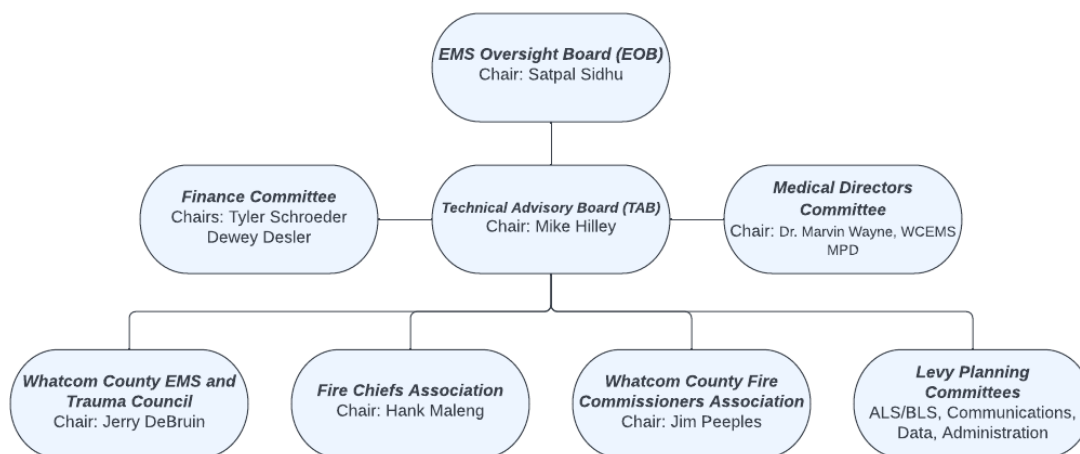 EMS Oversight Board (EOB)
Chair: Satpal Sidhu
Finance Committee
Chairs: Tyler Schroeder
Dewey Desler
Technical Advisory Board (TAB)
Chair: Mike Hilley
Medical Directors
Committee
Chair: Dr. Marvin Wayne, WCEMS
MPD
Whatcom County EMS and
Trauma Council
Chair: Jerry DeBruin
Fire Chiefs Association
Chair: Hank Maleng
Whatcom County Fire
Commissioners Association
Chair: Jim Peeples
Levy Planning
Committees
ALS/BLS, Communications,
Data, Administration